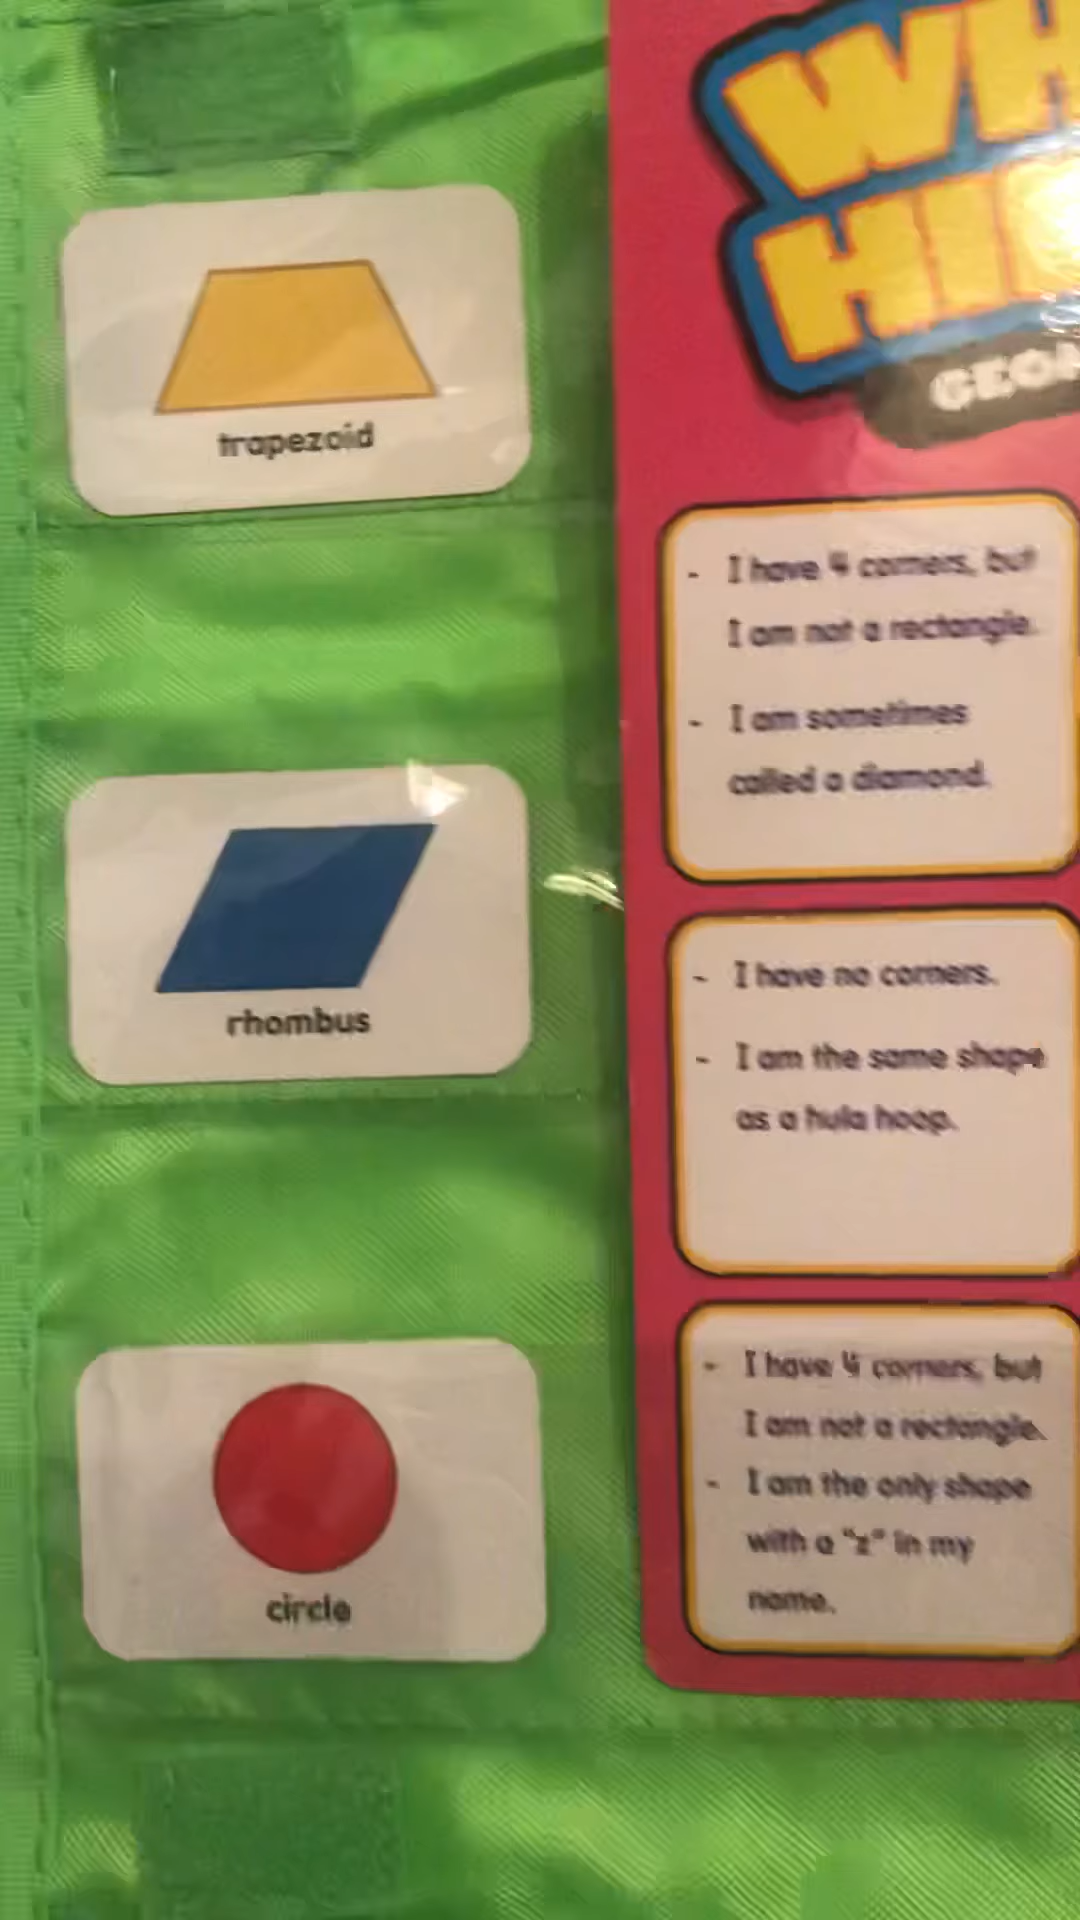 trapezoid
rhombus
circle
- I have 4 corners, but
I am not a rectangle.
- I am sometimes
called a diamond.
- I have no corners.
- I am the same shape
as a hula hoop.
- I have 4 corners, but
I am not a rectangle.
- I am the only shape
with a "z" in my
name.